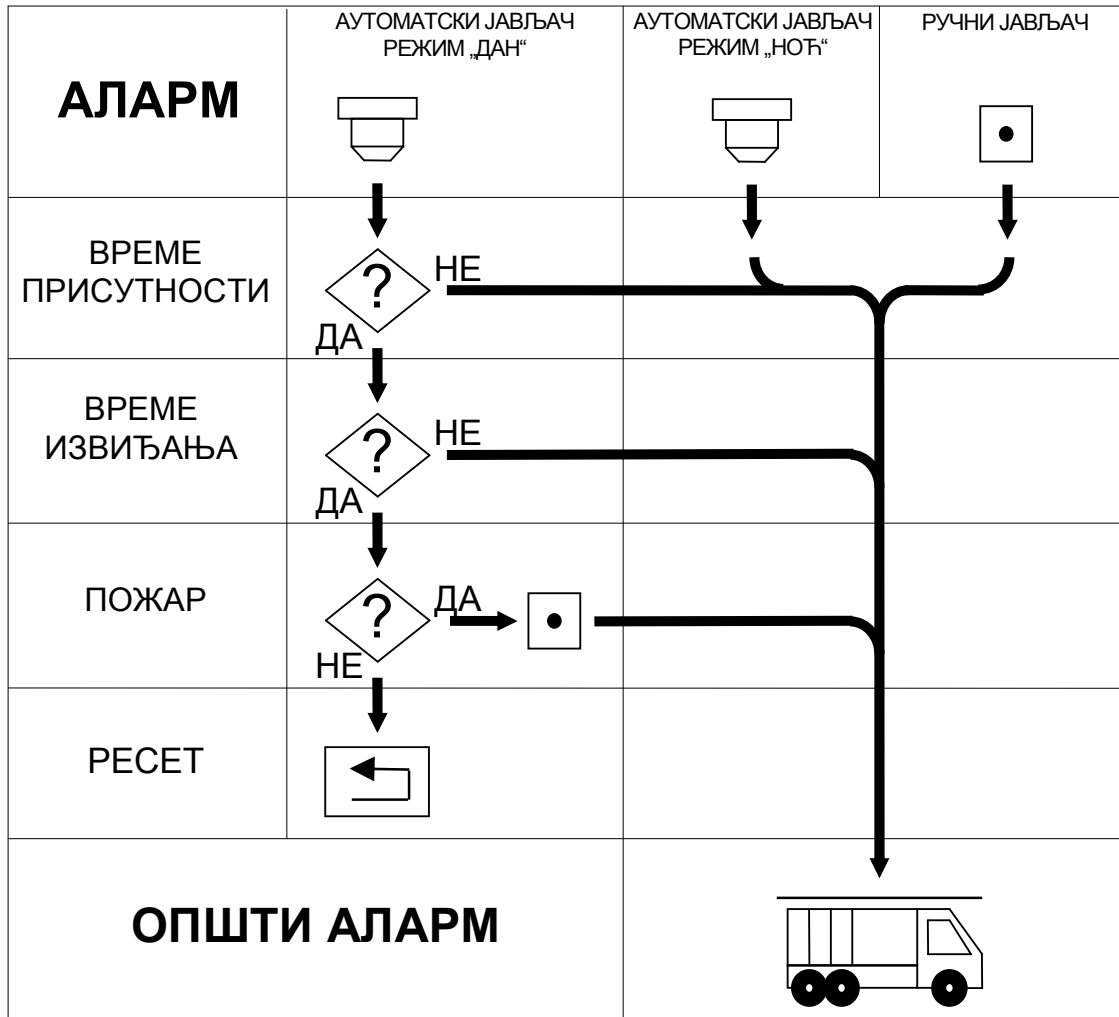 АУТОМАТСКИ ЈАВЉАЧ
РЕЖИМ „ДАН“
АУТОМАТСКИ ЈАВЉАЧ
РЕЖИМ „НОЋ“
РУЧНИ ЈАВЉАЧ
АЛАРМ
ВРЕМЕ
ПРИСУТНОСТИ
?
НЕ
ДА
ВРЕМЕ
ИЗВИЂАЊА
?
НЕ
ДА
ПОЖАР
?
ДА
НЕ
РЕСЕТ
ОПШТИ АЛАРМ